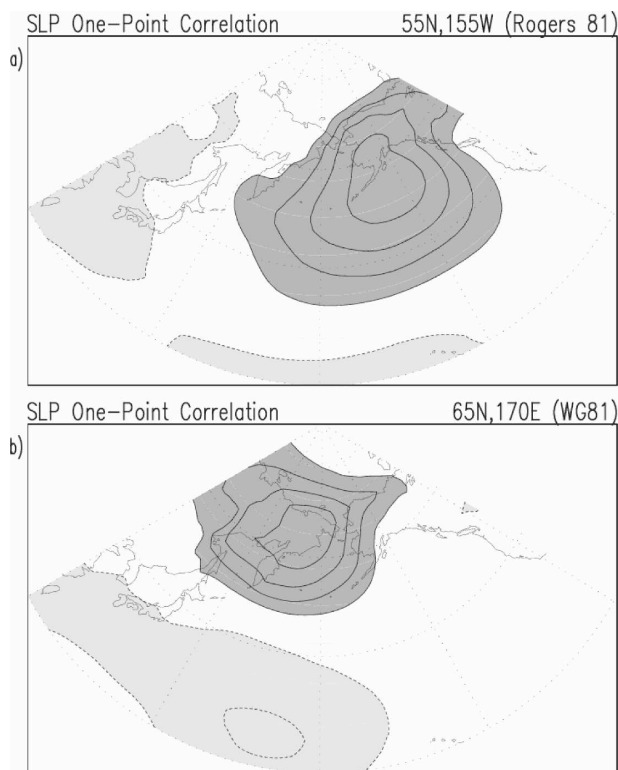 SLP One-Point Correlation 55N,155W (Rogers 81)
a)
SLP One-Point Correlation 65N,170E (WG81)
b)